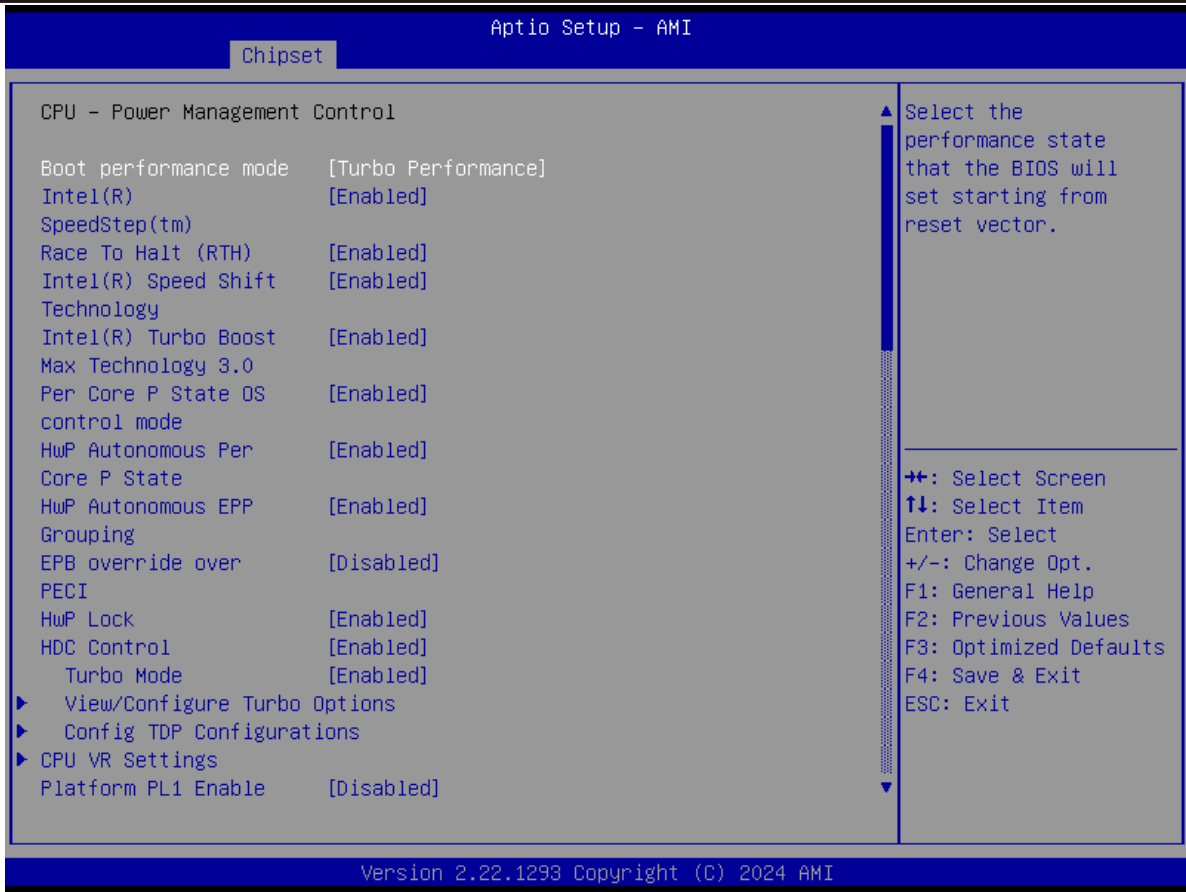 Aptio Setup – AMI
Chipset
CPU – Power Management Control
Boot performance mode [Turbo Performance]
Intel(R) [Enabled]
SpeedStep(tm)
Race To Halt (RTH) [Enabled]
Intel(R) Speed Shift [Enabled]
Technology
Intel(R) Turbo Boost [Enabled]
Max Technology 3.0
Per Core P State OS [Enabled]
control mode
HwP Autonomous Per [Enabled]
Core P State
HwP Autonomous EPP [Enabled]
Grouping
EPB override over [Disabled]
PECI
HwP Lock [Enabled]
HDC Control [Enabled]
Turbo Mode [Enabled]
View/Configure Turbo Options
Config TDP Configurations
CPU VR Settings
Platform PL1 Enable [Disabled]
Select the
performance state
that the BIOS will
set starting from
reset vector.
→←: Select Screen
↑↓: Select Item
Enter: Select
+/-: Change Opt.
F1: General Help
F2: Previous Values
F3: Optimized Defaults
F4: Save & Exit
ESC: Exit
Version 2.22.1293 Copyright (C) 2024 AMI